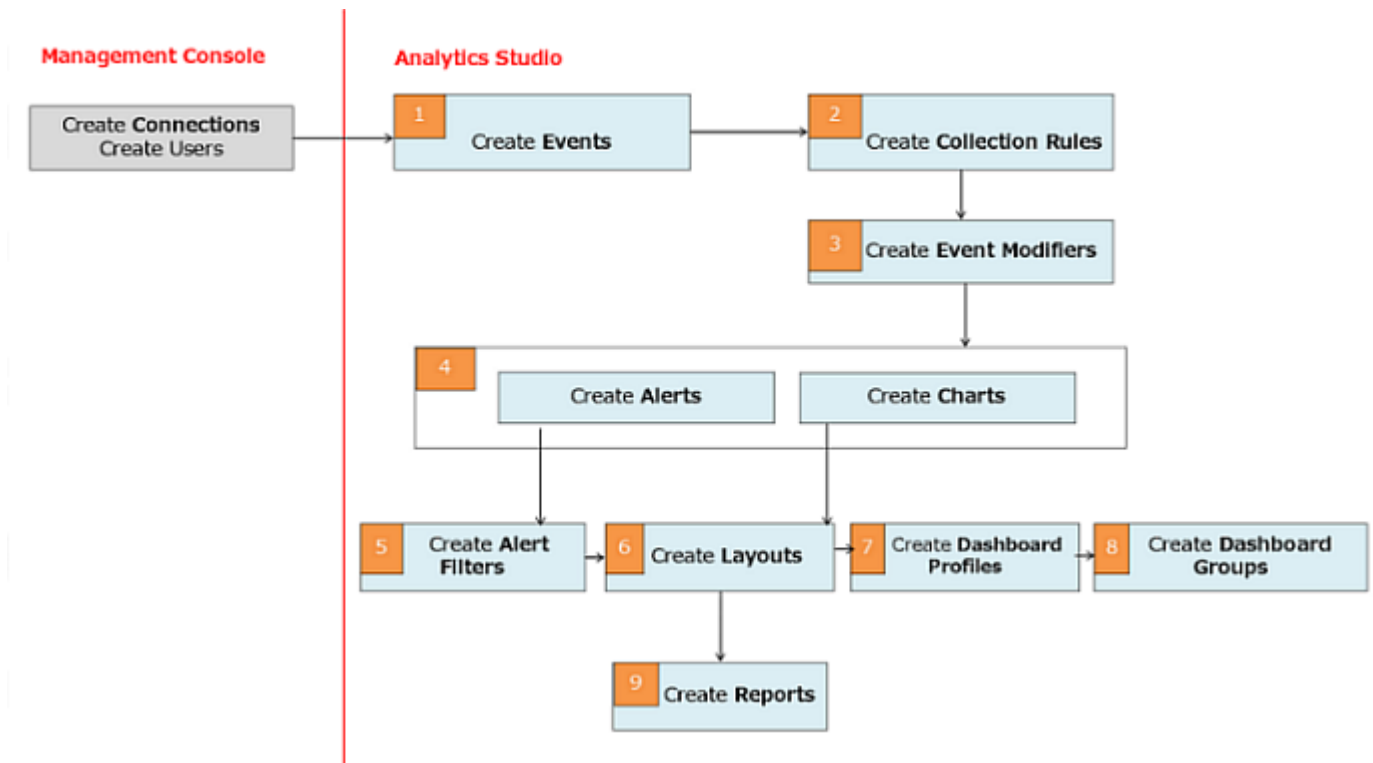 Management Console
Analytics Studio
Create Connections
Create Users
1
Create Events
2
Create Collection Rules
3
Create Event Modifiers
4
Create Alerts
Create Charts
5
Create Alert
Filters
6
Create Layouts
7
Create Dashboard
Profiles
8
Create Dashboard
Groups
9
Create Reports